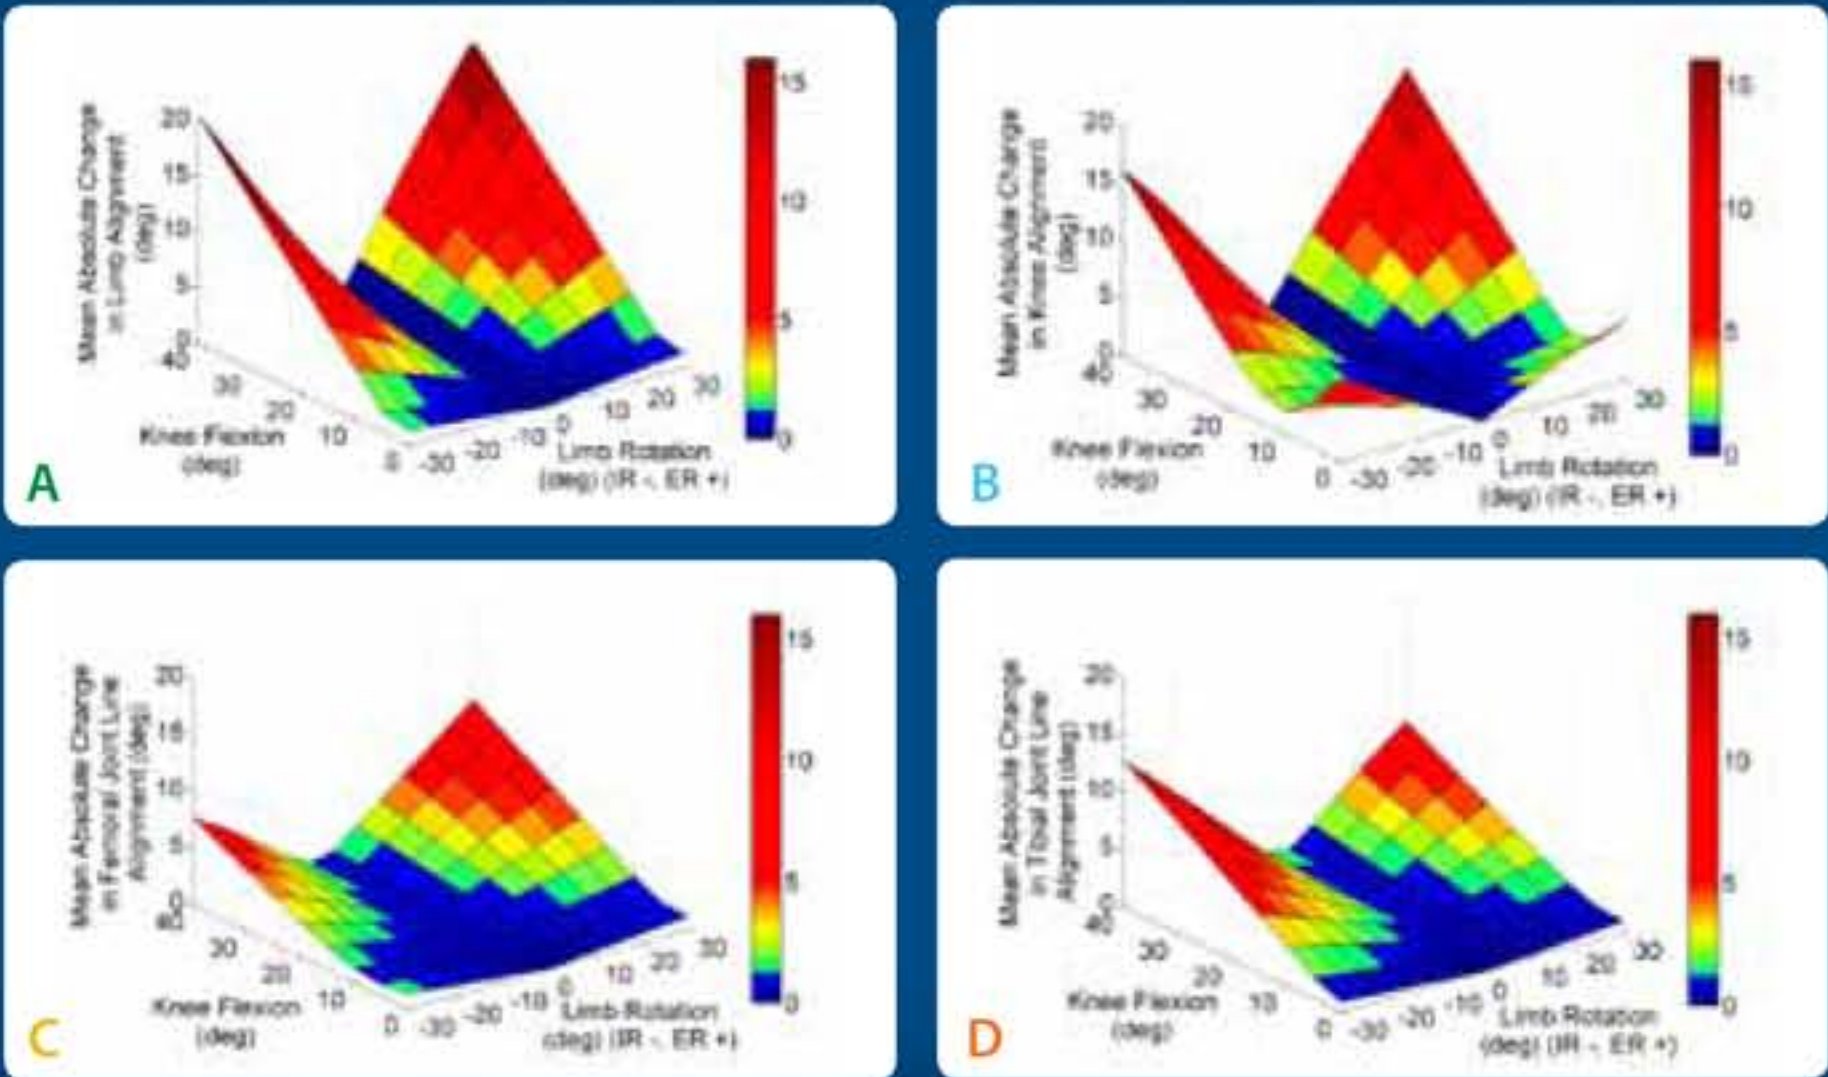 Mean Absolute Change
in Limb Alignment
(deg)
20
15
10
5
0
40
30
20
10
0
Knee Flexion
(deg)
-30
-20
-10
0
10
20
30
Limb Rotation
(deg) (IR -, ER +)
15
10
5
0
A
Mean Absolute Change
in Knee Alignment
(deg)
20
15
10
5
0
40
30
20
10
0
Knee Flexion
(deg)
-30
-20
-10
0
10
20
30
Limb Rotation
(deg) (IR -, ER +)
15
10
5
0
B
Mean Absolute Change
in Femoral Joint Line
Alignment (deg)
20
15
10
5
0
40
30
20
10
0
Knee Flexion
(deg)
-30
-20
-10
0
10
20
30
Limb Rotation
(deg) (IR -, ER +)
15
10
5
0
C
Mean Absolute Change
in Tibial Joint Line
Alignment (deg)
20
15
10
5
0
40
30
20
10
0
Knee Flexion
(deg)
-30
-20
-10
0
10
20
30
Limb Rotation
(deg) (IR -, ER +)
15
10
5
0
D